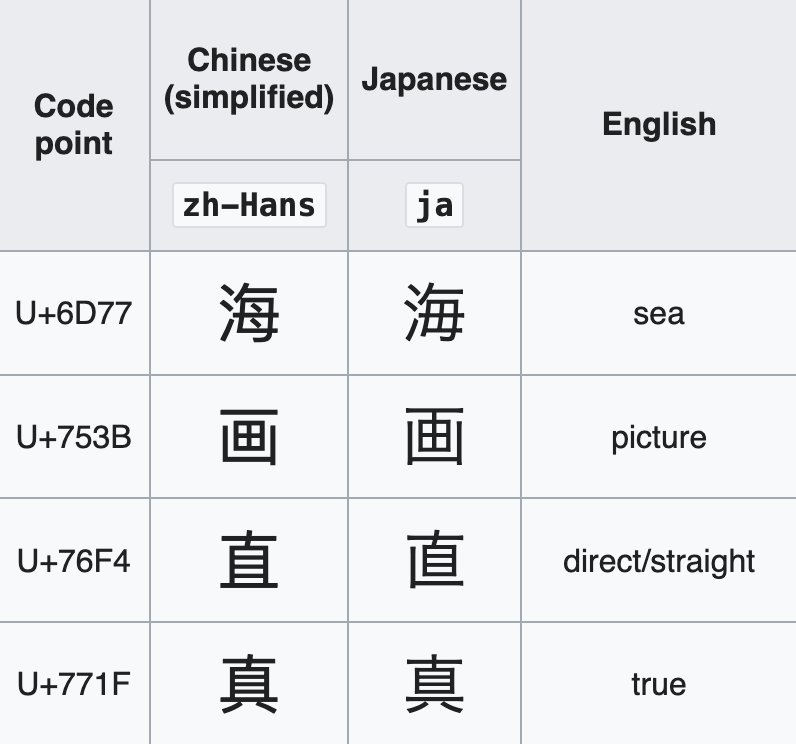 Code point
Chinese (simplified)
Japanese
English
zh-Hans
ja
U+6D77 海 海 sea
U+753B 画 画 picture
U+76F4 直 直 direct/straight
U+771F 真 真 true